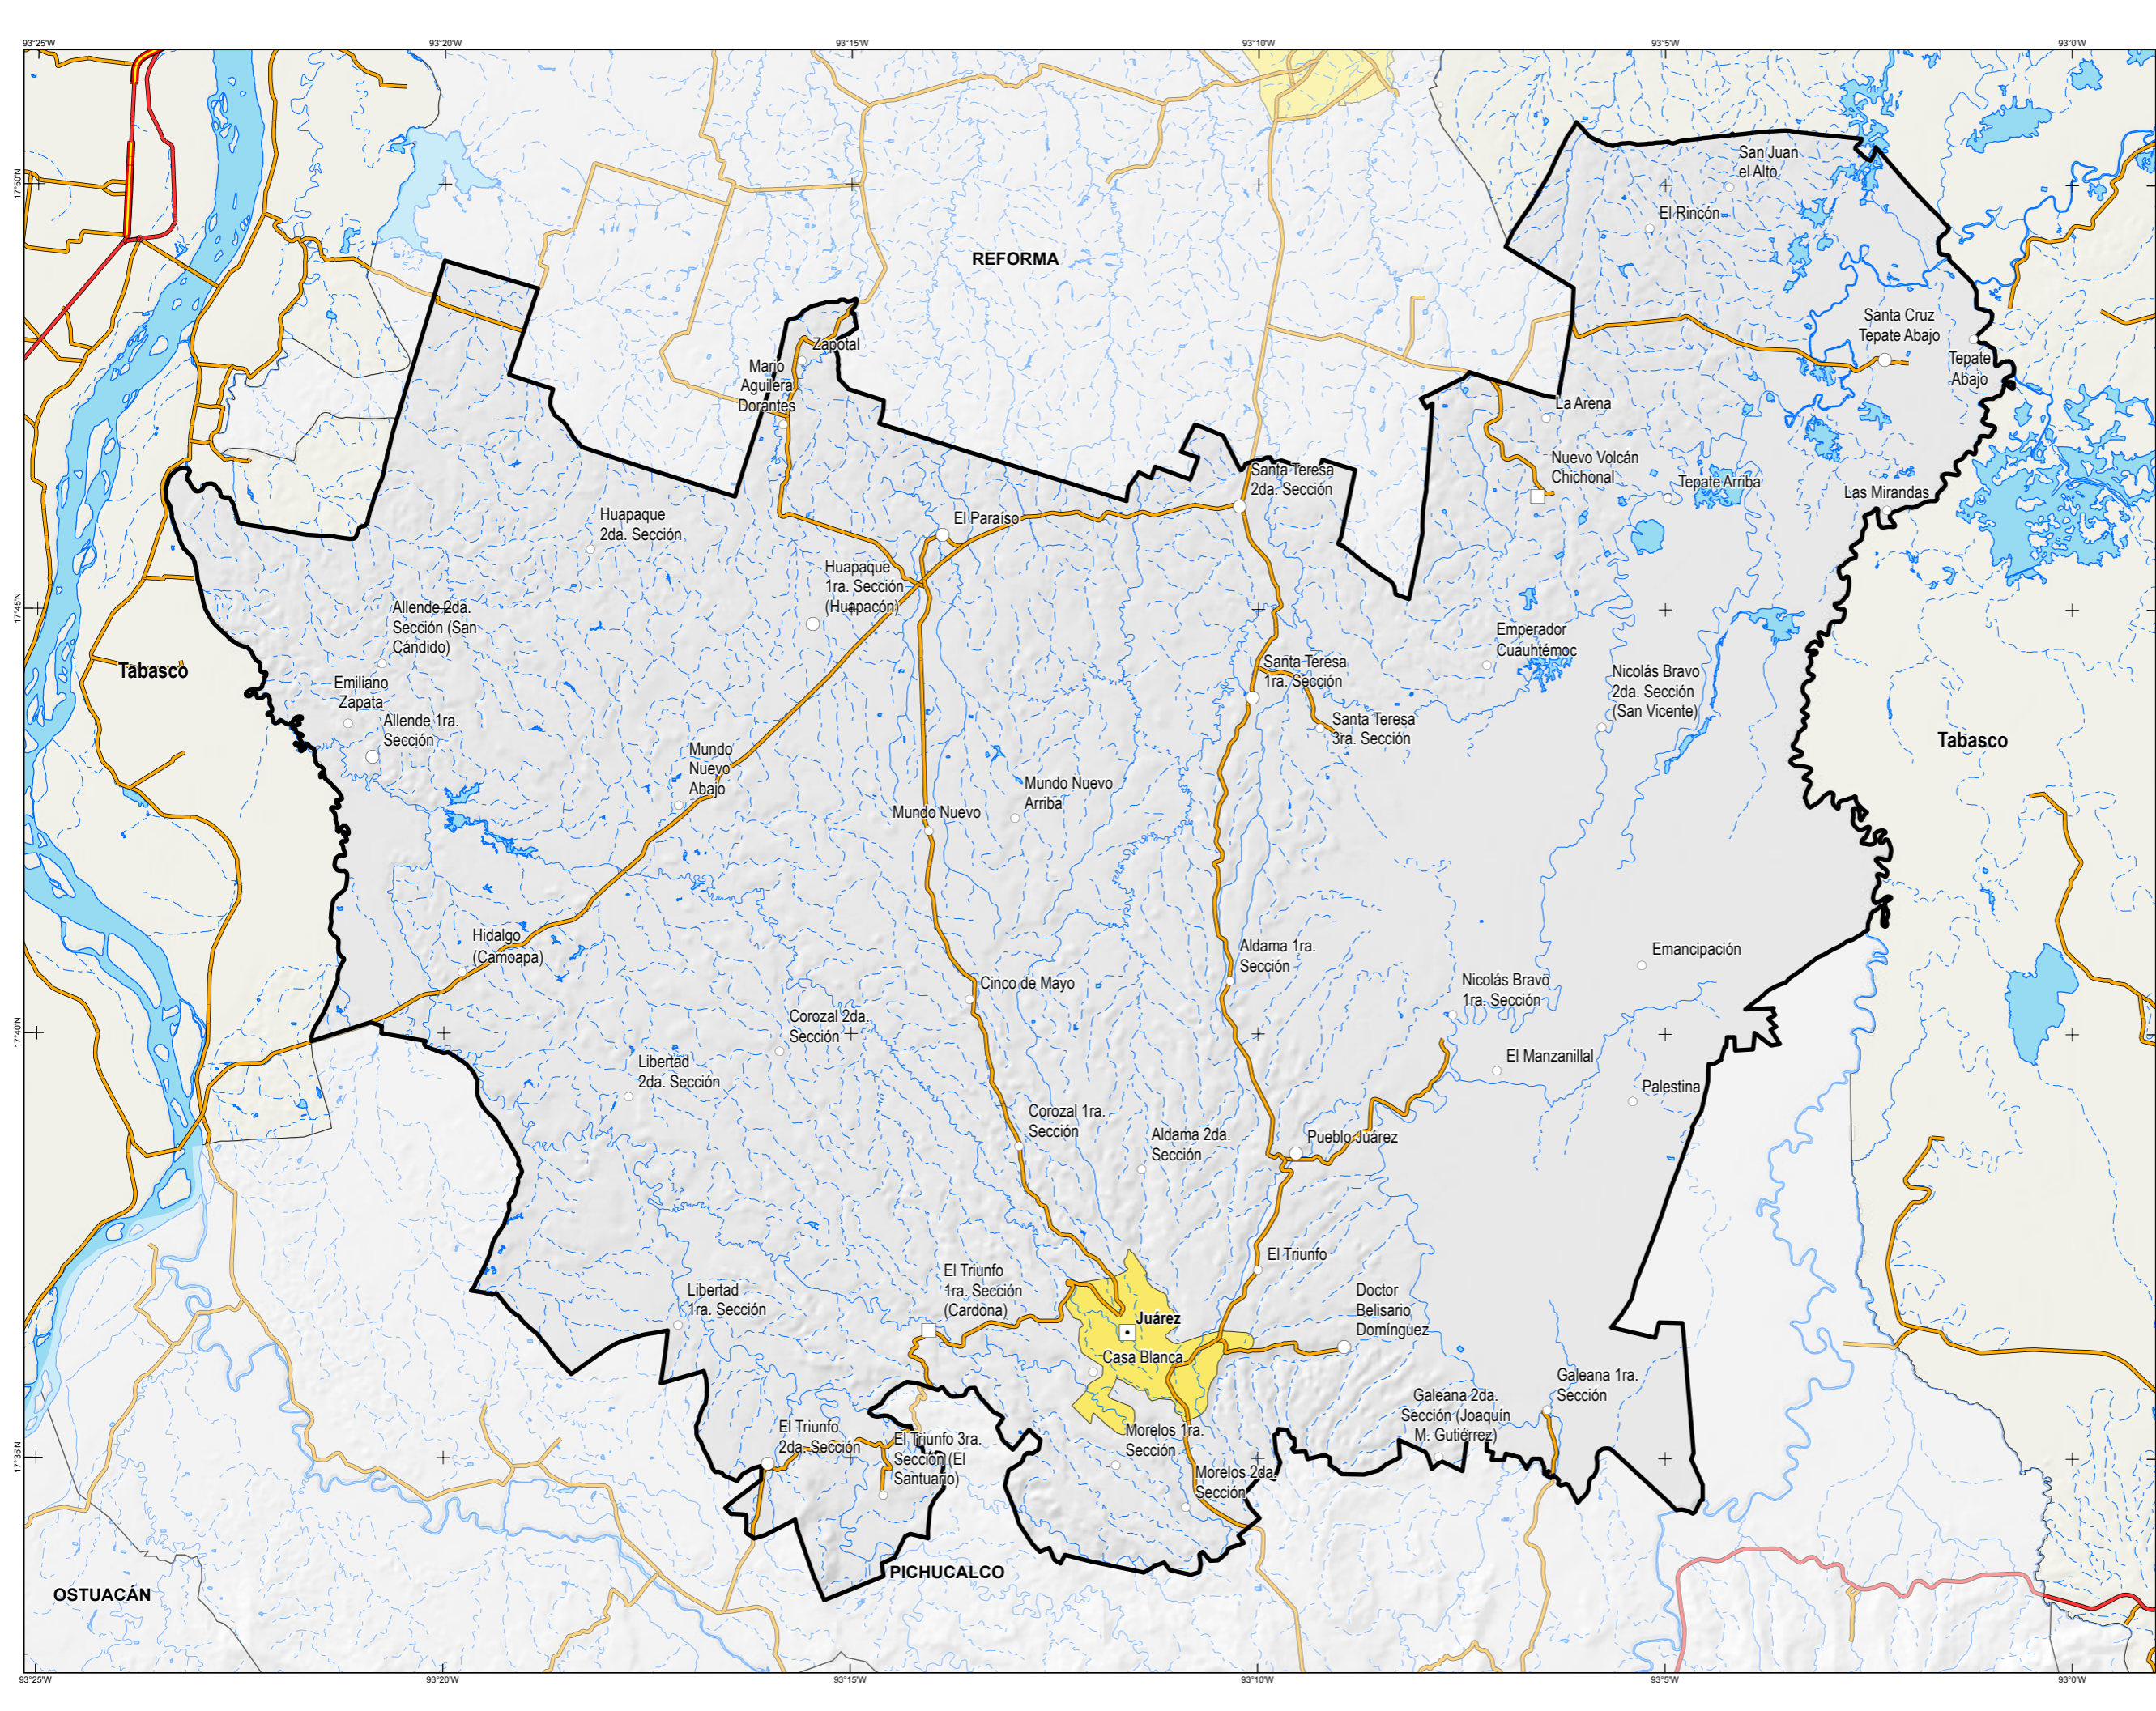 93°25'W
93°20'W
93°15'W
93°10'W
93°5'W
93°0'W
17°50'N
17°45'N
17°40'N
17°35'N
San Juan
el Alto
El Rincón
REFORMA
Santa Cruz
Tepate Abajo
Zapotal
Tepate
Abajo
Mario
Aguilera
Dorantes
La Arena
Nuevo Volcán
Chichonal
Santa Teresa
2da. Sección
Tepate Arriba
Las Mirandas
Huapaque
2da. Sección
El Paraíso
Huapaque
1ra. Sección
(Huapacón)
Allende 2da.
Sección (San
Cándido)
Emperador
Cuauhtémoc
Tabasco
Santa Teresa
1ra. Sección
Nicolás Bravo
2da. Sección
(San Vicente)
Emiliano
Zapata
Allende 1ra.
Sección
Santa Teresa
3ra. Sección
Tabasco
Mundo
Nuevo
Abajo
Mundo Nuevo
Arriba
Mundo Nuevo
Hidalgo
(Camoapa)
Aldama 1ra.
Sección
Emancipación
Cinco de Mayo
Nicolás Bravo
1ra. Sección
Corozal 2da.
Sección
Libertad
2da. Sección
El Manzanillal
Palestina
Corozal 1ra.
Sección
Aldama 2da.
Sección
Pueblo Juárez
El Triunfo
El Triunfo
1ra. Sección
(Cardona)
Libertad
1ra. Sección
Doctor
Belisario
Domínguez
Juárez
Casa Blanca
Galeana 1ra.
Sección
Galeana 2da.
Sección (Joaquín
M. Gutiérrez)
El Triunfo
2da. Sección
El Triunfo 3ra.
Sección (El
Santuario)
Morelos 1ra.
Sección
Morelos 2da.
Sección
PICHUCALCO
OSTUACÁN
93°25'W
93°20'W
93°15'W
93°10'W
93°5'W
93°0'W